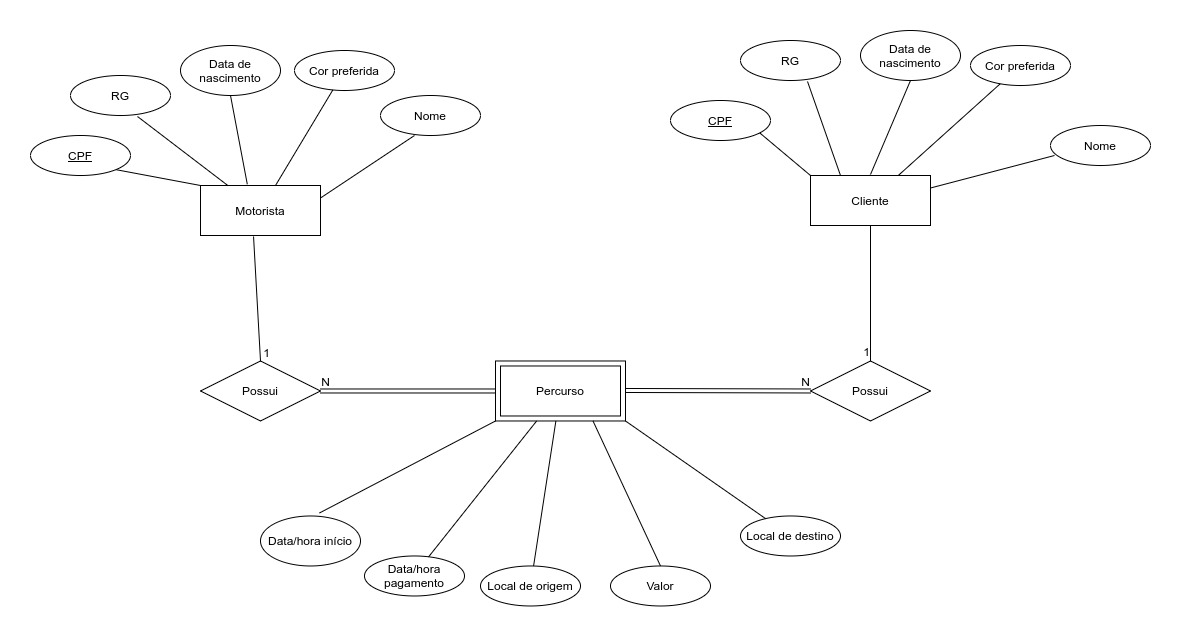 Data de
nascimento
Cor preferida
RG
Nome
CPF
Motorista
Data de
nascimento
RG
Cor preferida
CPF
Nome
Cliente
1
Possui
N
Percurso
N
1
Possui
Data/hora início
Data/hora
pagamento
Local de origem
Valor
Local de destino